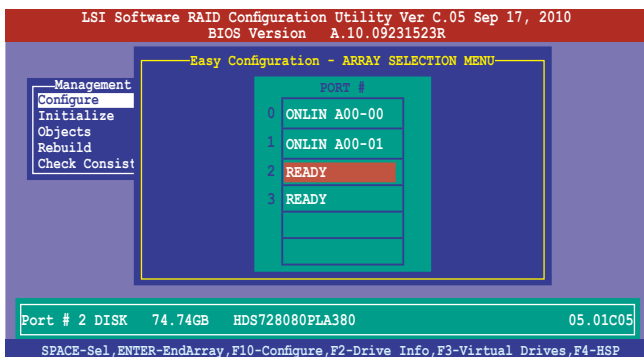 LSI Software RAID Configuration Utility Ver C.05 Sep 17, 2010
BIOS Version A.10.09231523R
Easy Configuration - ARRAY SELECTION MENU
Management
Configure
Initialize
Objects
Rebuild
Check Consist
PORT #
0 ONLIN A00-00
1 ONLIN A00-01
2 READY
3 READY
Port # 2 DISK 74.74GB HDS728080PLA380 05.01C05
SPACE-Sel,ENTER-EndArray,F10-Configure,F2-Drive Info,F3-Virtual Drives,F4-HSP